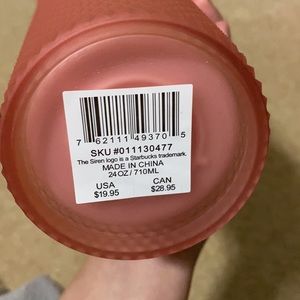 7 62111 49370 5
SKU #011130477
The Siren logo is a Starbucks trademark.
MADE IN CHINA
24OZ / 710ML
USA CAN
$19.95 $28.95